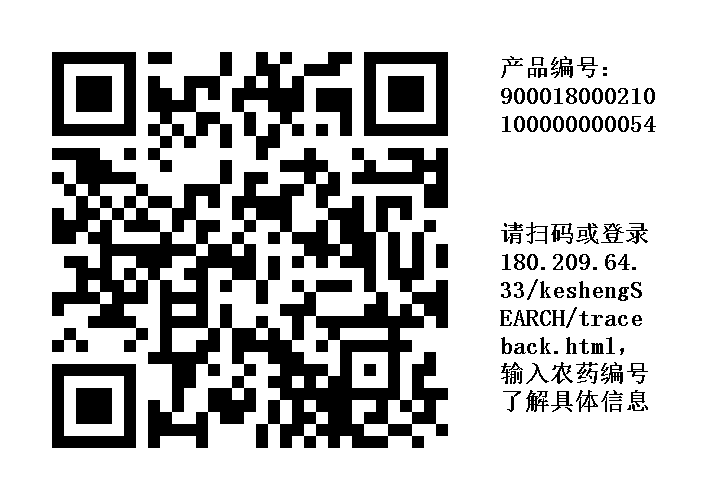 产品编号：
900018000210
100000000054
请扫码或登录
180.209.64.
33/keshengS
EARCH/trace
back.html，
输入农药编号
了解具体信息